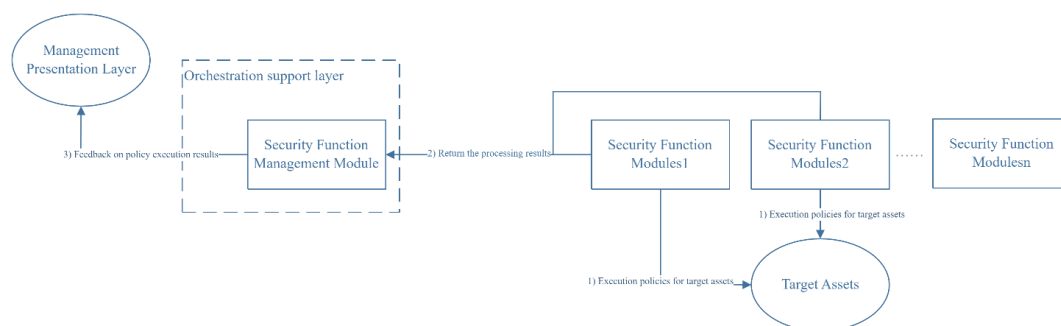 Management
Presentation Layer
Orchestration support layer
3) Feedback on policy execution results
Security Function
Management Module
2) Return the processing results
Security Function
Modules1
Security Function
Modules2
......
Security Function
Modulesn
1) Execution policies for target assets
1) Execution policies for target assets
Target Assets